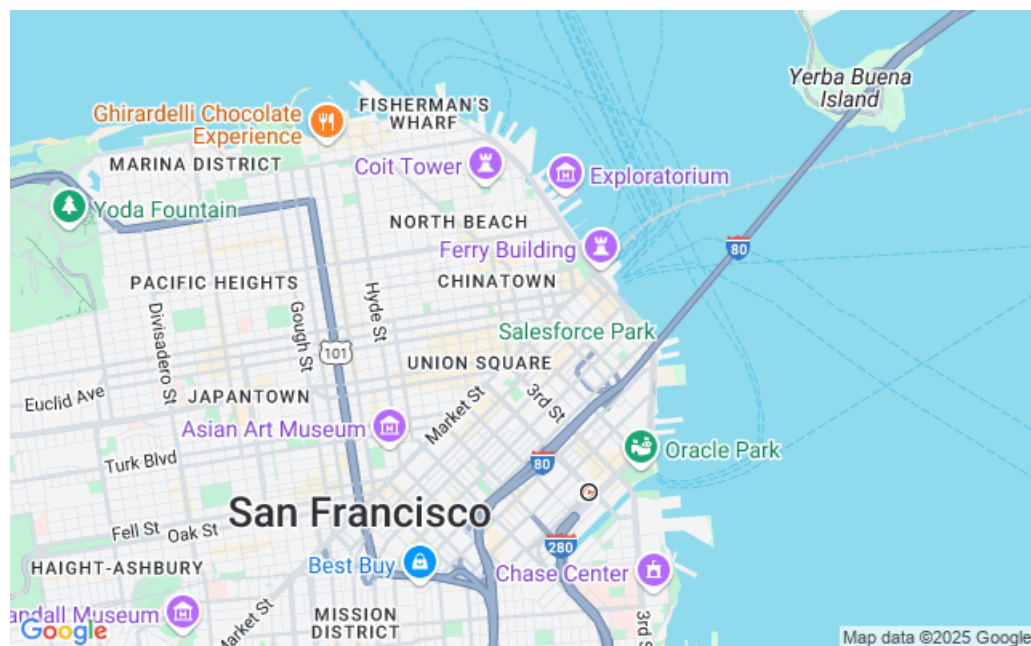 Yerba Buena
Island
Ghirardelli Chocolate
Experience
FISHERMAN'S
WHARF
MARINA DISTRICT
Coit Tower
Exploratorium
Yoda Fountain
NORTH BEACH
Ferry Building
80
PACIFIC HEIGHTS
CHINATOWN
Divisadero St
Gough St
Hyde St
Salesforce Park
101
UNION SQUARE
Euclid Ave
JAPANTOWN
3rd St
Market St
Asian Art Museum
Turk Blvd
Oracle Park
80
San Francisco
Fell St
Oak St
280
Best Buy
HAIGHT-ASHBURY
Chase Center
andall Museum
MISSION
DISTRICT
Market St
3rd St
Google
Map data ©2025 Google